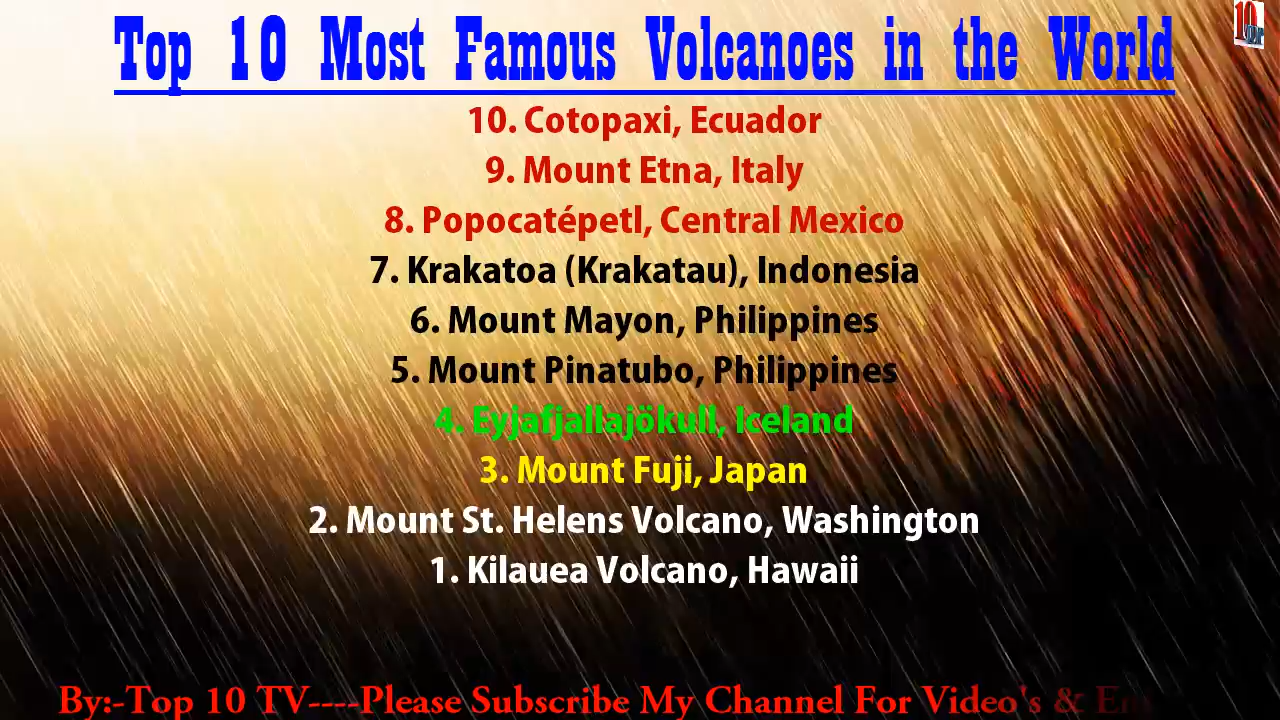 Top 10 Most Famous Volcanoes in the World
10. Cotopaxi, Ecuador
9. Mount Etna, Italy
8. Popocatépetl, Central Mexico
7. Krakatoa (Krakatau), Indonesia
6. Mount Mayon, Philippines
5. Mount Pinatubo, Philippines
4. Eyjafjallajökull, Iceland
3. Mount Fuji, Japan
2. Mount St. Helens Volcano, Washington
1. Kilauea Volcano, Hawaii
By:-Top 10 TV----Please Subscribe My Channel For Video's &